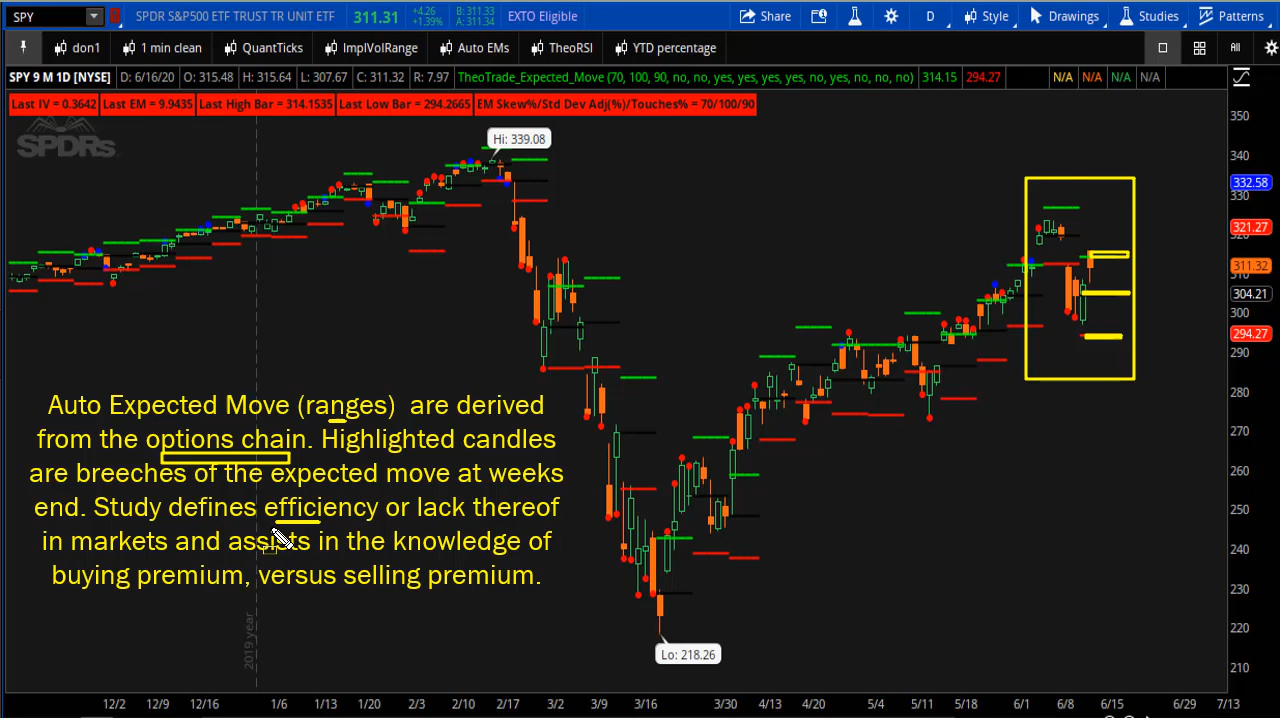 SPY SPDR S&P500 ETF TRUST TR UNIT ETF 311.31 +4.26 +1.39% B: 311.33 A: 311.34 EXTO Eligible Share D Style Drawings Studies Patterns
don1 1 min clean QuantTicks ImplVolRange Auto EMs TheoRSI YTD percentage All
SPY 9 M 1D [NYSE] D: 6/16/20 O: 315.48 H: 315.64 L: 307.67 C: 311.32 R: 7.97 TheoTrade_Expected_Move (70, 100, 90, no, no, yes, yes, yes, yes, no, yes, no, no, no) 314.15 294.27 N/A N/A N/A N/A
Last IV = 0.3642 Last EM = 9.9435 Last High Bar = 314.1535 Last Low Bar = 294.2665 EM Skew%/Std Dev Adj(%)/Touches% = 70/100/90
SPDRs
Hi: 339.08
350
340
332.58
330
321.27
320
311.32
304.21
300
294.27
290
280
270
260
250
240
230
220
210
Auto Expected Move (ranges) are derived
from the options chain. Highlighted candles
are breeches of the expected move at weeks
end. Study defines efficiency or lack thereof
in markets and assists in the knowledge of
buying premium, versus selling premium.
2019 year
Lo: 218.26
12/2 12/9 12/16 1/6 1/13 1/20 2/3 2/10 2/17 3/2 3/9 3/16 3/30 4/13 4/20 5/4 5/11 5/18 6/1 6/8 6/15 6/29 7/13